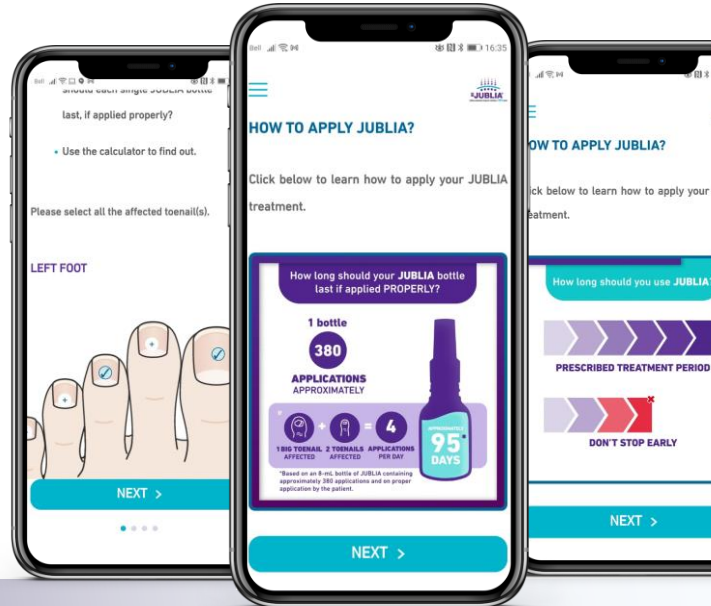 should each single JUBLIA bottle
last, if applied properly?
• Use the calculator to find out.
Please select all the affected toenail(s).
LEFT FOOT
NEXT >
Bell
16:35
JUBLIA
HOW TO APPLY JUBLIA?
Click below to learn how to apply your JUBLIA
treatment.
How long should your JUBLIA bottle
last if applied PROPERLY?
1 bottle
380
APPLICATIONS
APPROXIMATELY
1 BIG TOENAIL
AFFECTED
+
2 TOENAILS
AFFECTED
=
4
APPLICATIONS
PER DAY
APPROXIMATELY
95*
DAYS
*Based on an 8-mL bottle of JUBLIA containing
approximately 380 applications and on proper
application by the patient.
NEXT >
OW TO APPLY JUBLIA?
ick below to learn how to apply your
eatment.
How long should you use JUBLIA?
PRESCRIBED TREATMENT PERIOD
DON'T STOP EARLY
NEXT >